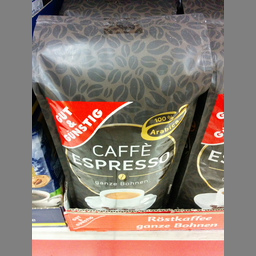 GUT &
GÜNSTIG
100%
Arabica
CAFFÈ
ESPRESSO
ganze Bohnen
Röstkaffee
ganze Bohnen